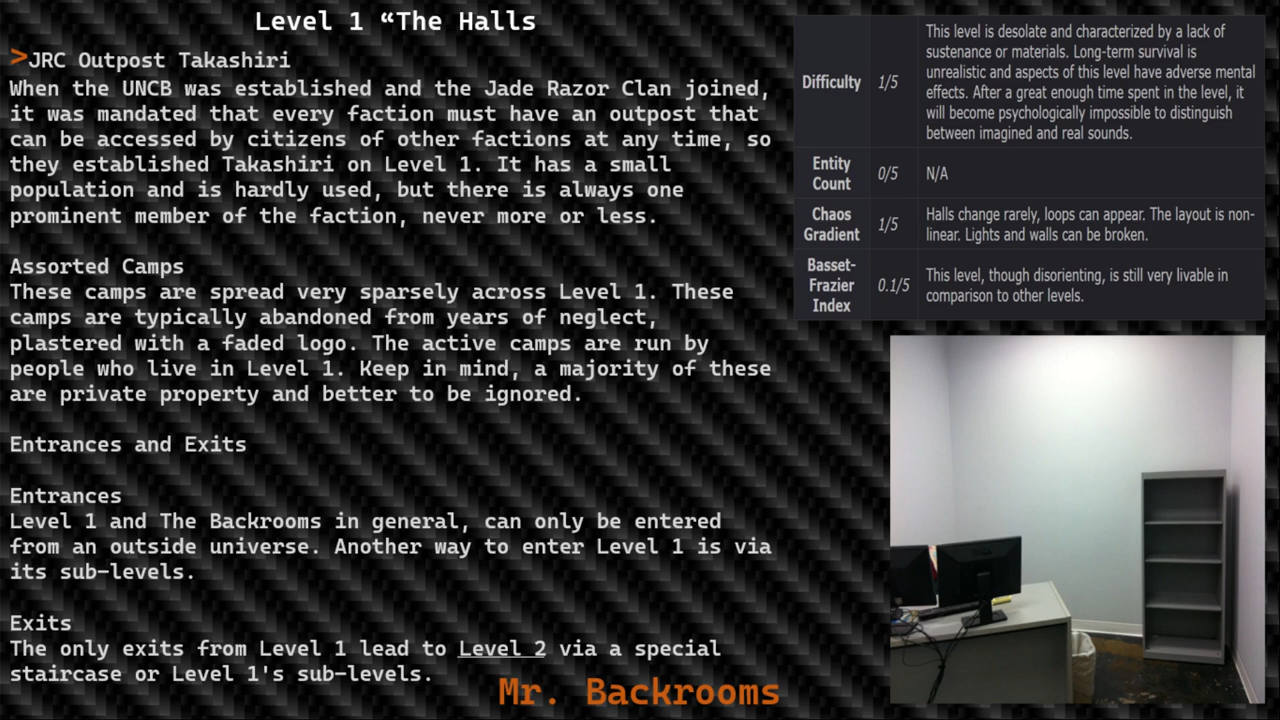 Level 1 “The Halls
>JRC Outpost Takashiri
When the UNCB was established and the Jade Razor Clan joined,
it was mandated that every faction must have an outpost that
can be accessed by citizens of other factions at any time, so
they established Takashiri on Level 1. It has a small
population and is hardly used, but there is always one
prominent member of the faction, never more or less.
Assorted Camps
These camps are spread very sparsely across Level 1. These
camps are typically abandoned from years of neglect,
plastered with a faded logo. The active camps are run by
people who live in Level 1. Keep in mind, a majority of these
are private property and better to be ignored.
Entrances and Exits
Entrances
Level 1 and The Backrooms in general, can only be entered
from an outside universe. Another way to enter Level 1 is via
its sub-levels.
Exits
The only exits from Level 1 lead to Level 2 via a special
staircase or Level 1's sub-levels.
Mr. Backrooms
Difficulty 1/5
This level is desolate and characterized by a lack of
sustenance or materials. Long-term survival is
unrealistic and aspects of this level have adverse mental
effects. After a great enough time spent in the level, it
will become psychologically impossible to distinguish
between imagined and real sounds.
Entity
Count
0/5 N/A
Chaos
Gradient
1/5
Halls change rarely, loops can appear. The layout is non-
linear. Lights and walls can be broken.
Basset-
Frazier
Index
0.1/5
This level, though disorienting, is still very livable in
comparison to other levels.